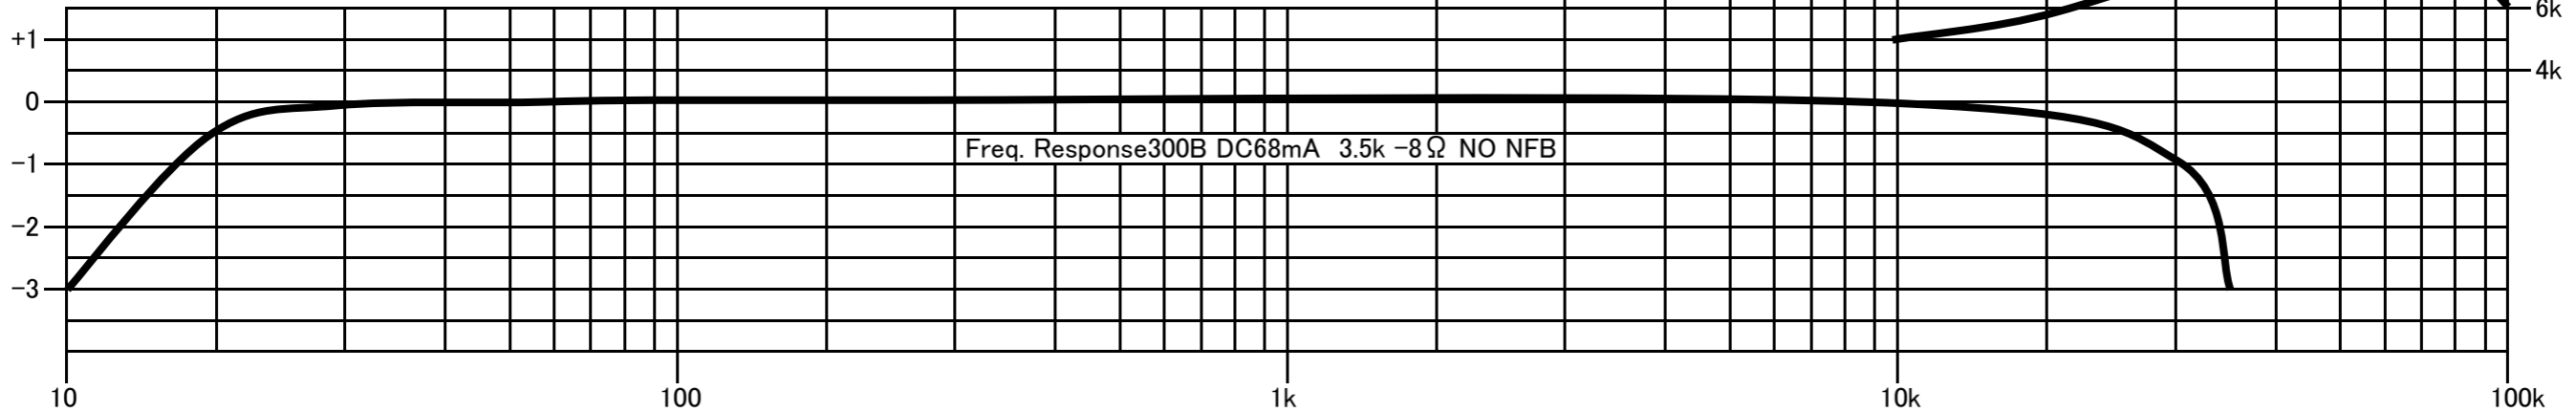 6k
+1
4k
0
Freq. Response300B DC68mA 3.5k -8Ω NO NFB
-1
-2
-3
10 100 1k 10k 100k